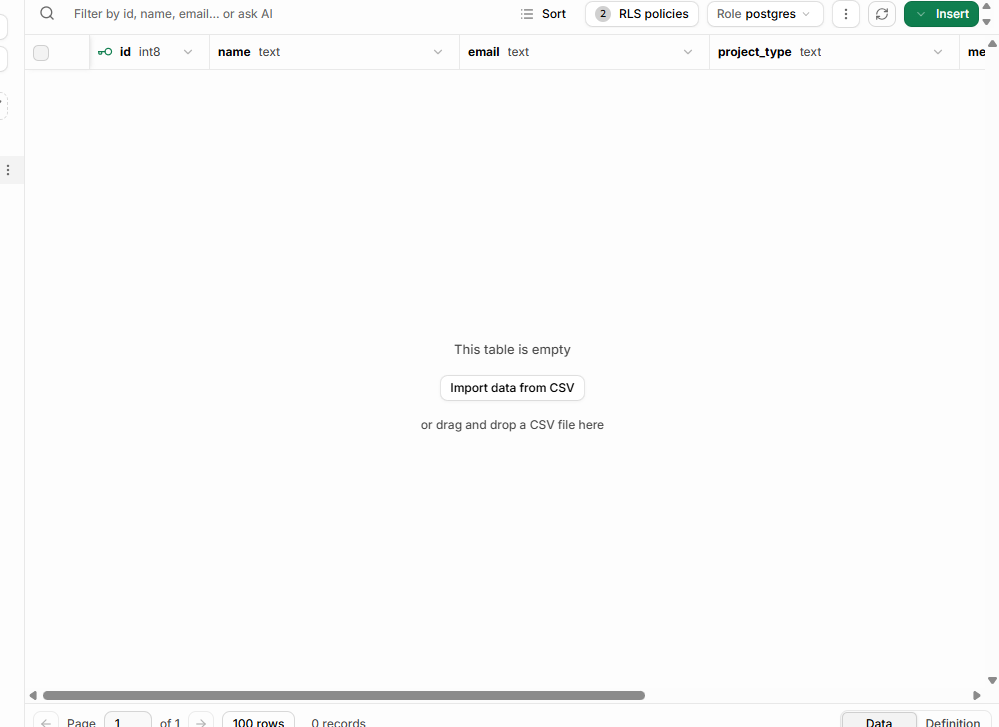 Filter by id, name, email... or ask AI Sort 2 RLS policies Role postgres Insert
id int8 name text email text project_type text me
This table is empty
Import data from CSV
or drag and drop a CSV file here
Page 1 of 1 100 rows 0 records Data Definition